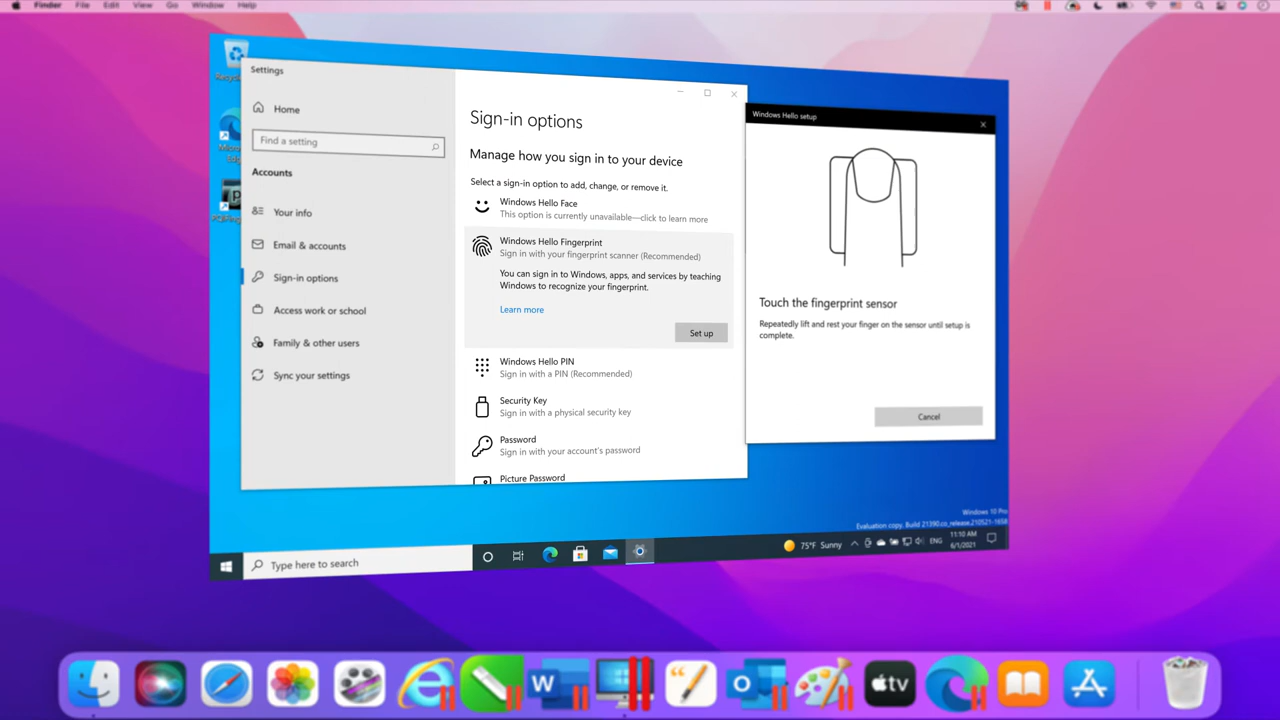 Finder File Edit View Go Window Help
Settings
Home
Find a setting
Accounts
Your info
Email & accounts
Sign-in options
Access work or school
Family & other users
Sync your settings
Sign-in options
Manage how you sign in to your device
Select a sign-in option to add, change, or remove it.
Windows Hello Face
This option is currently unavailable—click to learn more
Windows Hello Fingerprint
Sign in with your fingerprint scanner (Recommended)
You can sign in to Windows, apps, and services by teaching
Windows to recognize your fingerprint.
Learn more
Set up
Windows Hello PIN
Sign in with a PIN (Recommended)
Security Key
Sign in with a physical security key
Password
Sign in with your account's password
Picture Password
Windows Hello setup
Touch the fingerprint sensor
Repeatedly lift and rest your finger on the sensor until setup is
complete.
Cancel
Windows 10 Pro
Evaluation copy. Build 21390.co_release.210521-1658
Type here to search
75°F Sunny
ENG
11:10 AM
6/1/2021
W
O
tv